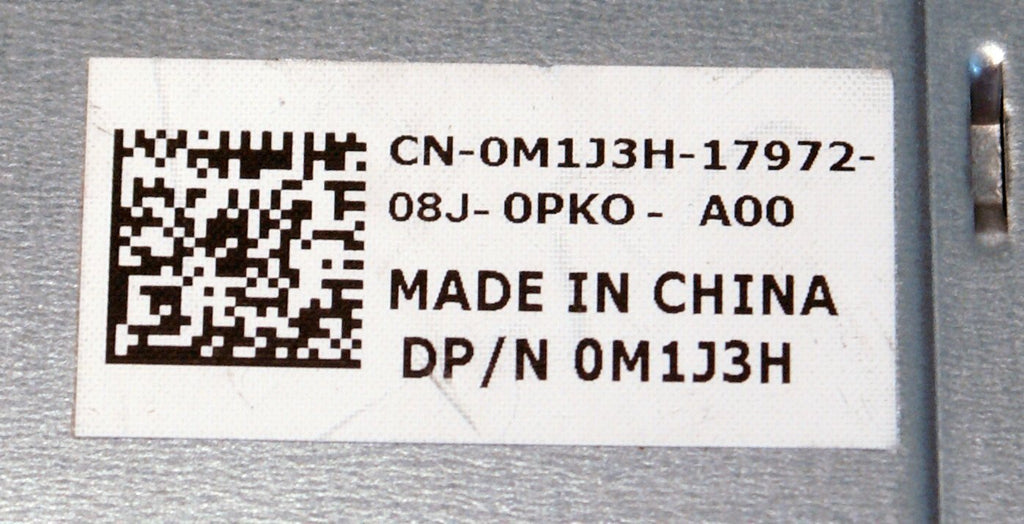 CN-0M1J3H-17972-
08J- 0PKO - A00
MADE IN CHINA
DP/N 0M1J3H